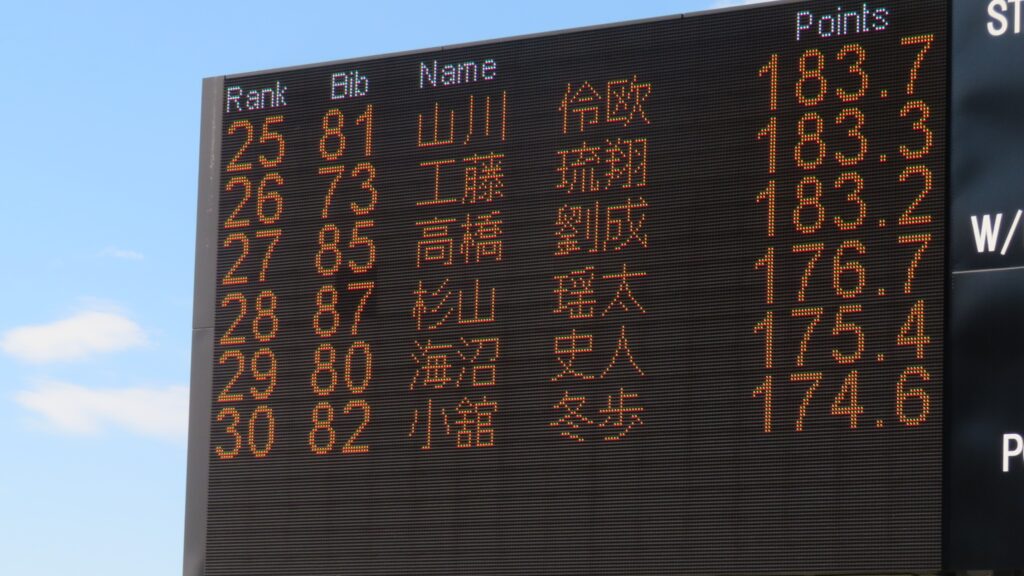 Rank Bib Name Points
25 81 山川 伶欧 183.7
26 73 工藤 琉翔 183.3
27 85 高橋 劉成 183.2
28 87 杉山 瑶太 176.7
29 80 海沼 史人 175.4
30 82 小舘 冬歩 174.6
ST
W/
P